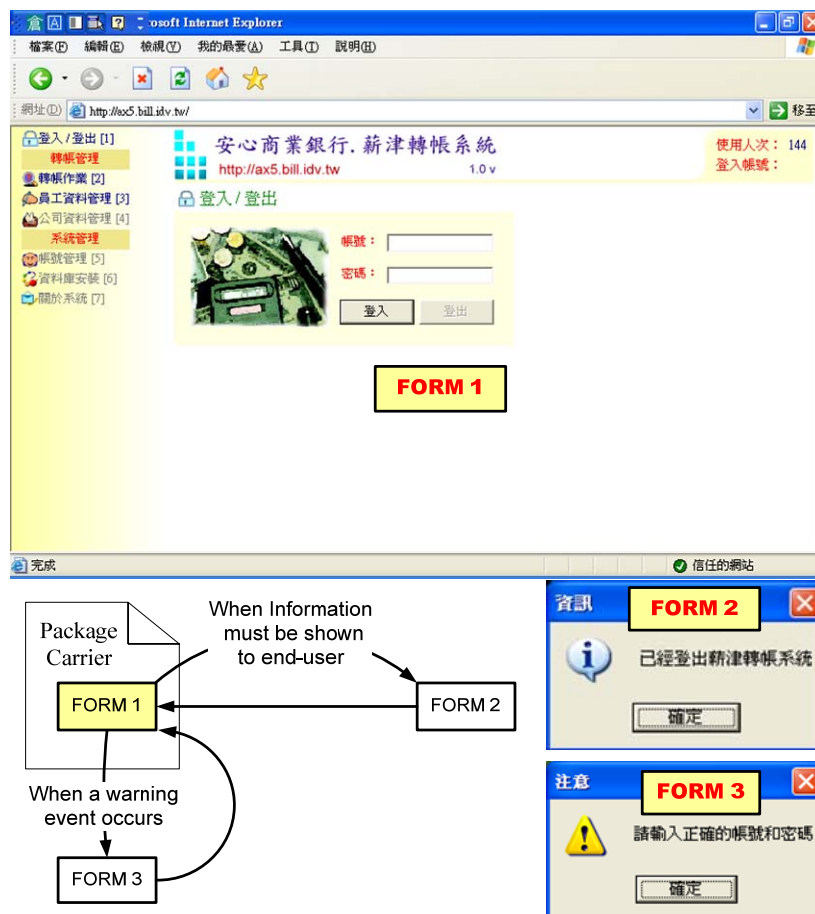 倉 A
osoft Internet Explorer
檔案(F) 編輯(E) 檢視(V) 我的最愛(A) 工具(T) 說明(H)
網址(D) http://ax5.bill.idv.tw/ 移至
登入 / 登出 [1]
轉帳管理
轉帳作業 [2]
員工資料管理 [3]
公司資料管理 [4]
系統管理
帳號管理 [5]
資料庫安裝 [6]
關於系統 [7]
安心商業銀行. 薪津轉帳系統
http://ax5.bill.idv.tw 1.0 v
使用人次： 144
登入帳號：
登入 / 登出
帳號：
密碼：
登入 登出
FORM 1
完成 信任的網站
Package
Carrier
When Information
must be shown
to end-user
FORM 1
FORM 2
When a warning
event occurs
FORM 3
資訊
FORM 2
已經登出薪津轉帳系統
確定
注意
FORM 3
請輸入正確的帳號和密碼
確定